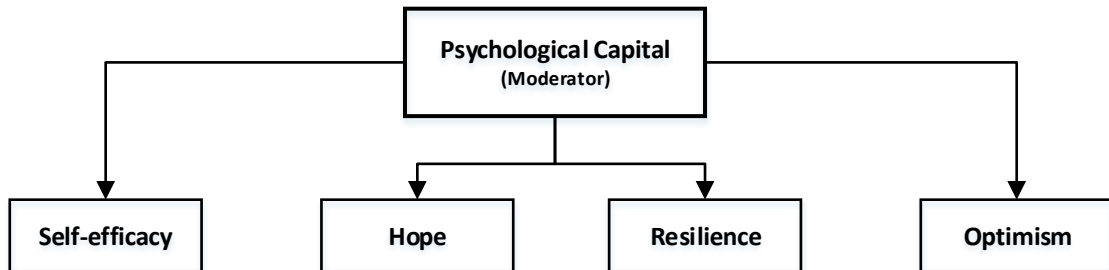 Psychological Capital
(Moderator)
Self-efficacy
Hope
Resilience
Optimism